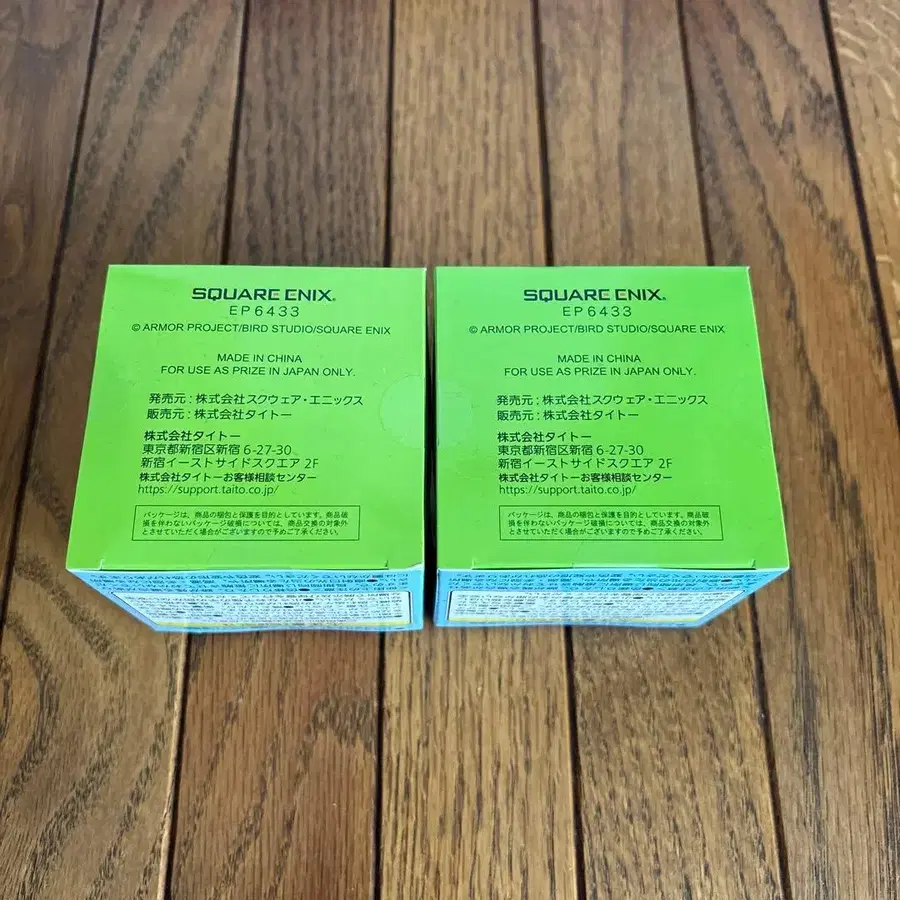 SQUARE ENIX®
EP6433
© ARMOR PROJECT/BIRD STUDIO/SQUARE ENIX
MADE IN CHINA
FOR USE AS PRIZE IN JAPAN ONLY.
発売元：株式会社スクウェア・エニックス
販売元：株式会社タイトー
株式会社タイトー
東京都新宿区新宿 6-27-30
新宿イーストサイドスクエア 2F
株式会社タイトーお客様相談センター
https://support.taito.co.jp/
パッケージは、商品の梱包と保護を目的としています。商品破
損を伴わないパッケージ破損については、商品交換の対象外
とさせていただく場合がございますので予めご了承ください。
SQUARE ENIX®
EP6433
© ARMOR PROJECT/BIRD STUDIO/SQUARE ENIX
MADE IN CHINA
FOR USE AS PRIZE IN JAPAN ONLY.
発売元：株式会社スクウェア・エニックス
販売元：株式会社タイトー
株式会社タイトー
東京都新宿区新宿 6-27-30
新宿イーストサイドスクエア 2F
株式会社タイトーお客様相談センター
https://support.taito.co.jp/
パッケージは、商品の梱包と保護を目的としています。商品破
損を伴わないパッケージ破損については、商品交換の対象外
とさせていただく場合がございますので予めご了承ください。